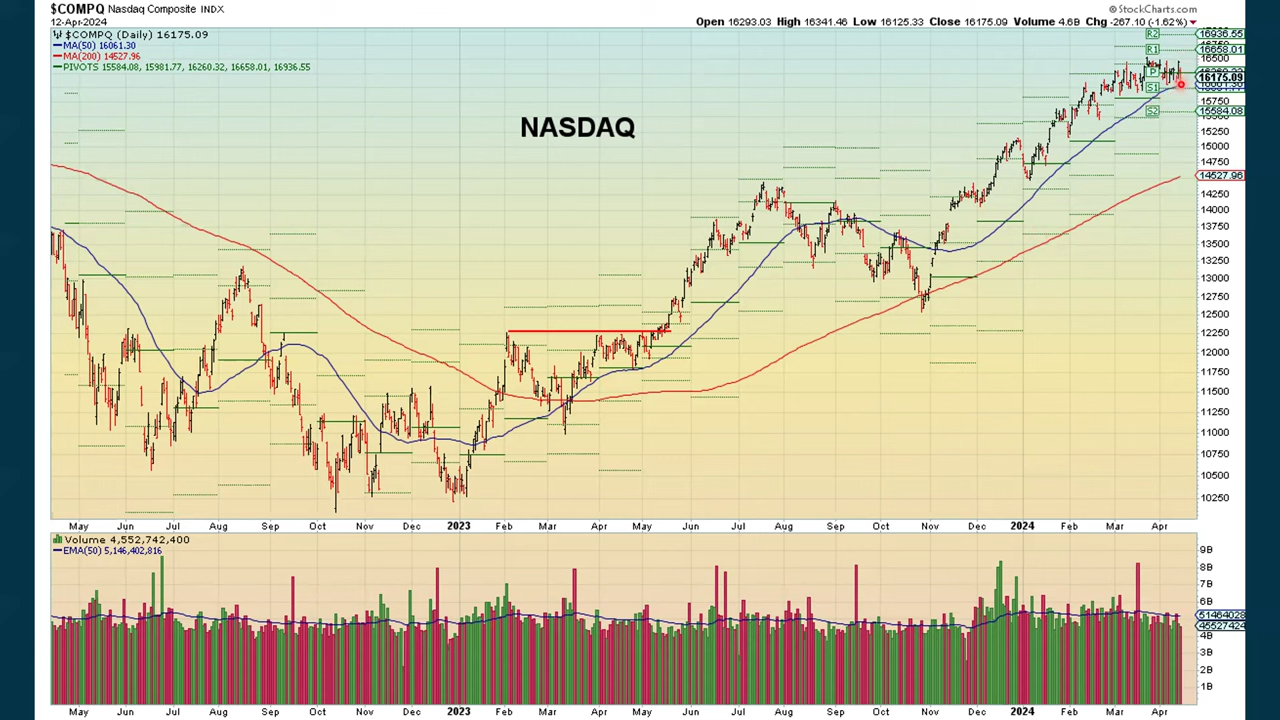 $COMPQ Nasdaq Composite INDX
© StockCharts.com
12-Apr-2024
Open 16293.03 High 16341.46 Low 16125.33 Close 16175.09 Volume 4.6B Chg -267.10 (-1.62%)
$COMPQ (Daily) 16175.09
MA(50) 16061.30
MA(200) 14527.96
PIVOTS 15584.08, 15981.77, 16260.32, 16658.01, 16936.55
NASDAQ
R2
R1
P
S1
S2
16936.55
16658.01
16500
16175.09
15750
15584.08
15250
15000
14750
14527.96
14250
14000
13750
13500
13250
13000
12750
12500
12250
12000
11750
11500
11250
11000
10750
10500
10250
May Jun Jul Aug Sep Oct Nov Dec 2023 Feb Mar Apr May Jun Jul Aug Sep Oct Nov Dec 2024 Feb Mar Apr
Volume 4,552,742,400
EMA(50) 5,146,402,816
9B
8B
7B
6B
51464028
45527424
4B
3B
2B
1B
May Jun Jul Aug Sep Oct Nov Dec 2023 Feb Mar Apr May Jun Jul Aug Sep Oct Nov Dec 2024 Feb Mar Apr